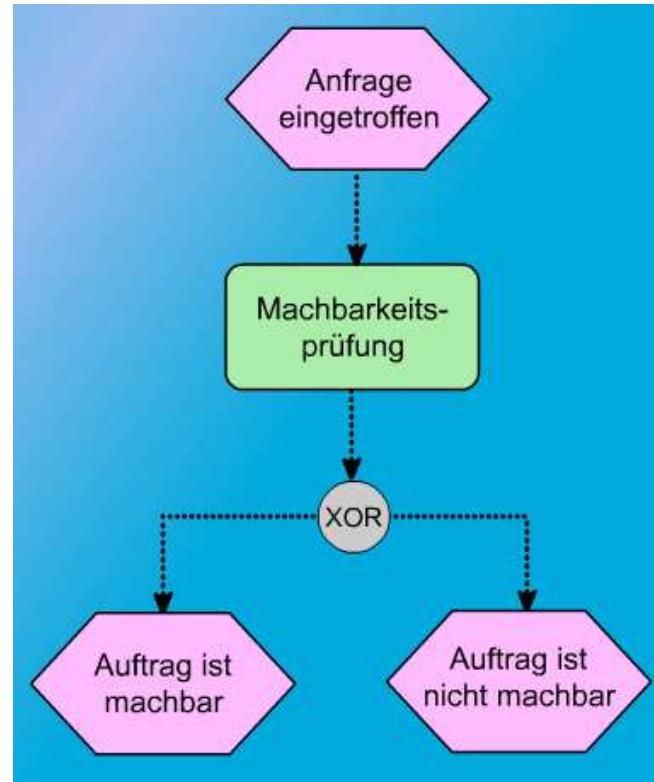 Anfrage
eingetroffen
Machbarkeits-
prüfung
XOR
Auftrag ist
machbar
Auftrag ist
nicht machbar